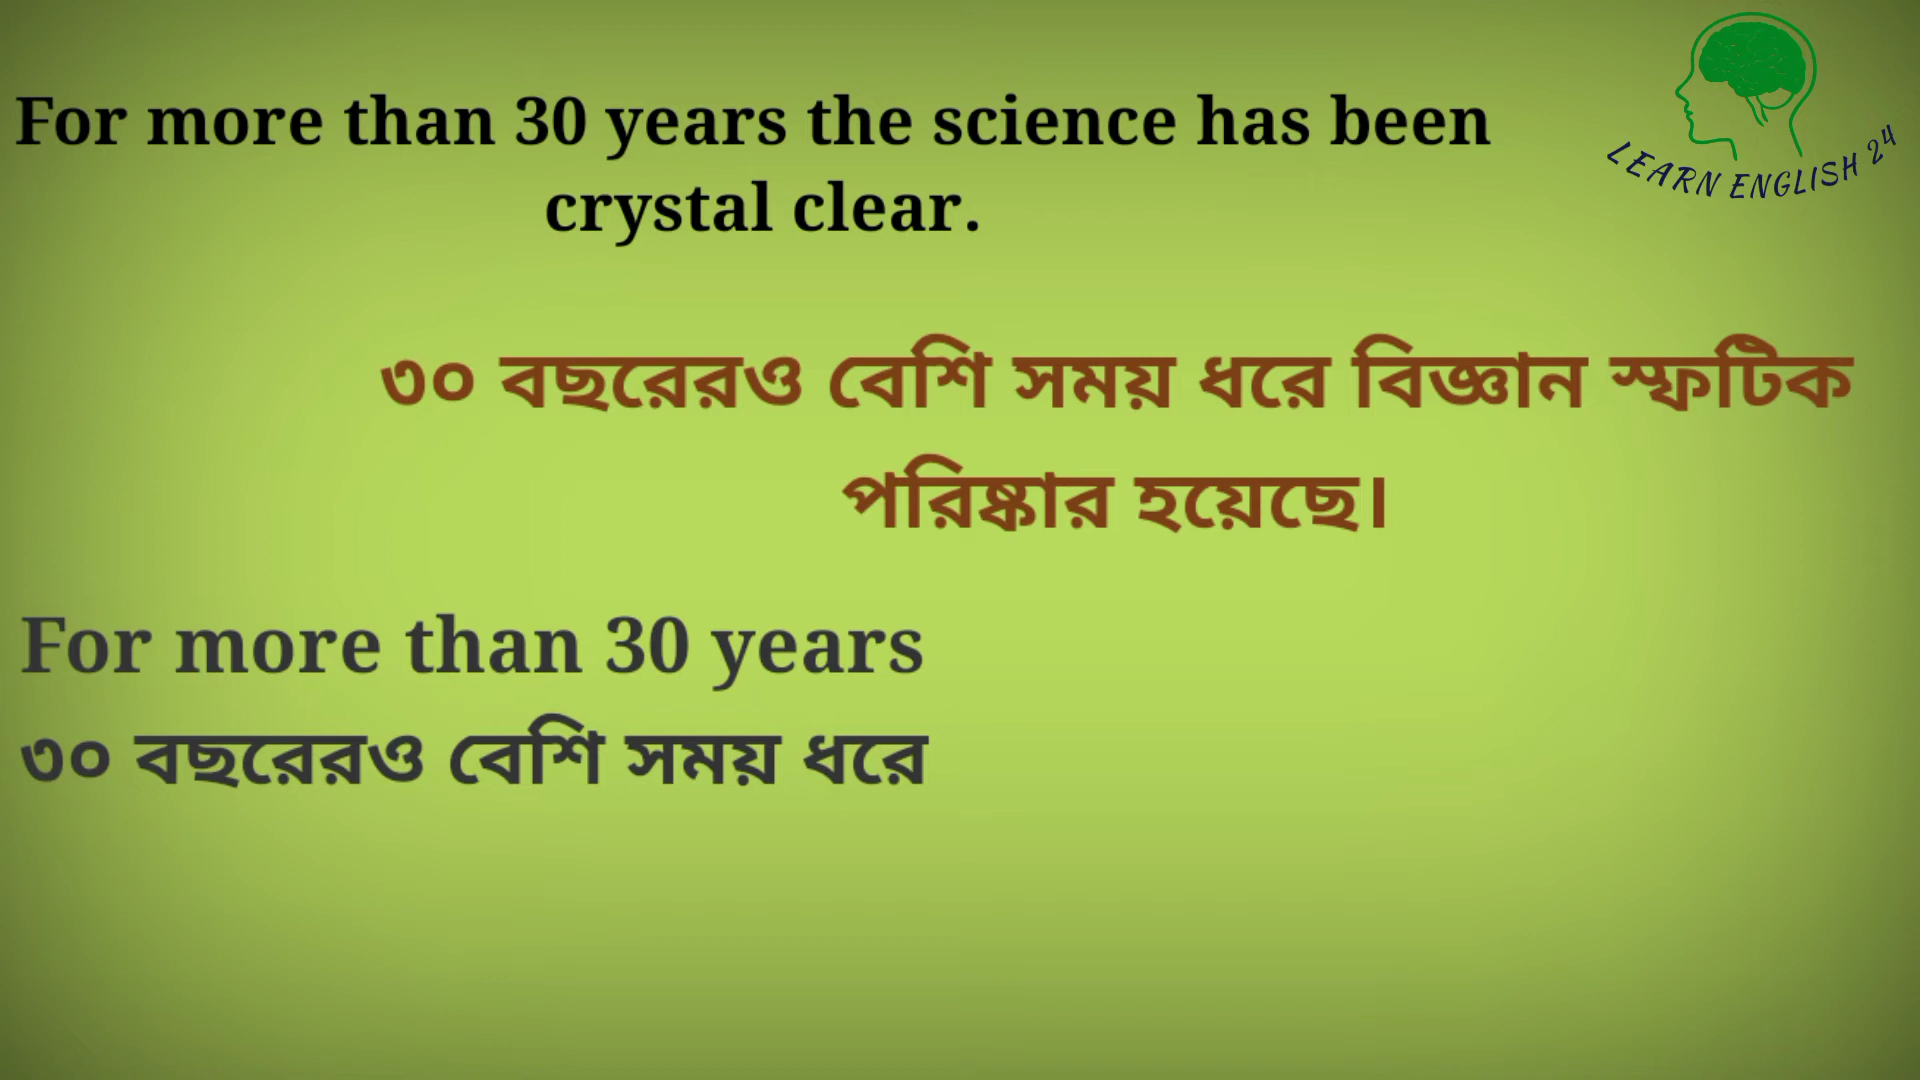 LEARN ENGLISH 24
For more than 30 years the science has been
crystal clear.
৩০ বছরেরও বেশি সময় ধরে বিজ্ঞান স্ফটিক
পরিষ্কার হয়েছে।
For more than 30 years
৩০ বছরেরও বেশি সময় ধরে